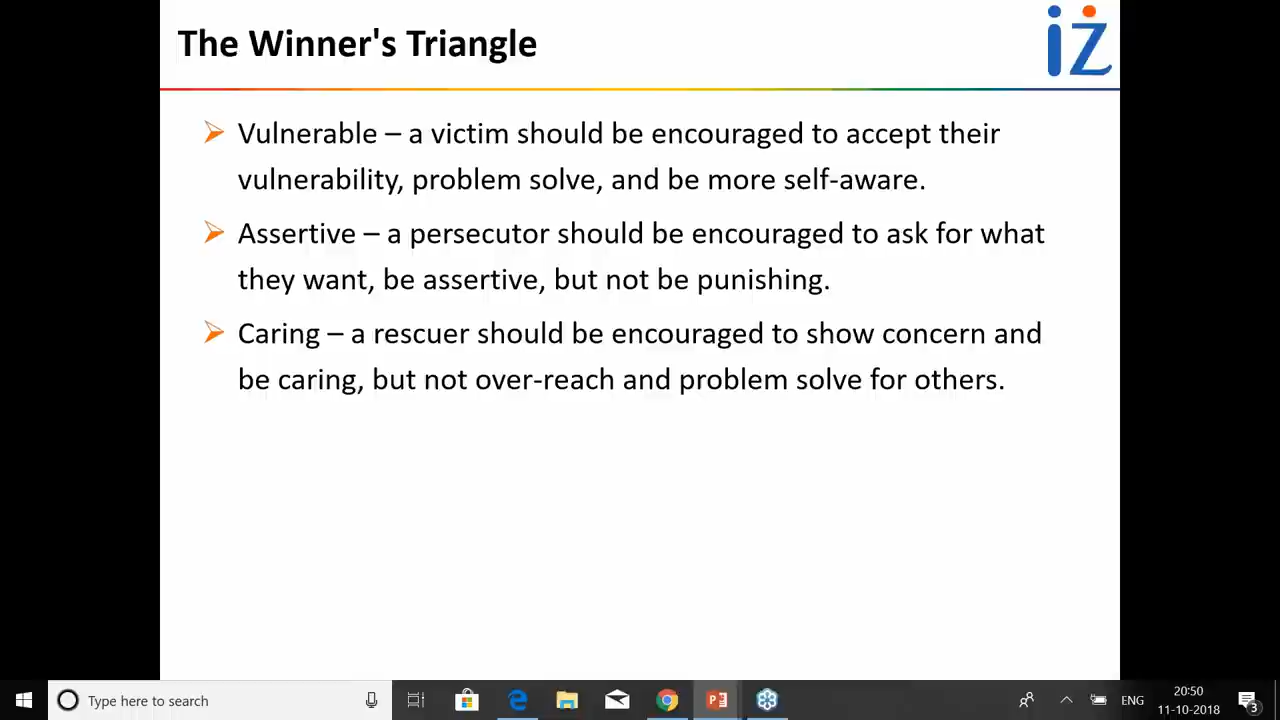 The Winner's Triangle
iz
Vulnerable – a victim should be encouraged to accept their
vulnerability, problem solve, and be more self-aware.
Assertive – a persecutor should be encouraged to ask for what
they want, be assertive, but not be punishing.
Caring – a rescuer should be encouraged to show concern and
be caring, but not over-reach and problem solve for others.
Type here to search
ENG
20:50
11-10-2018
3